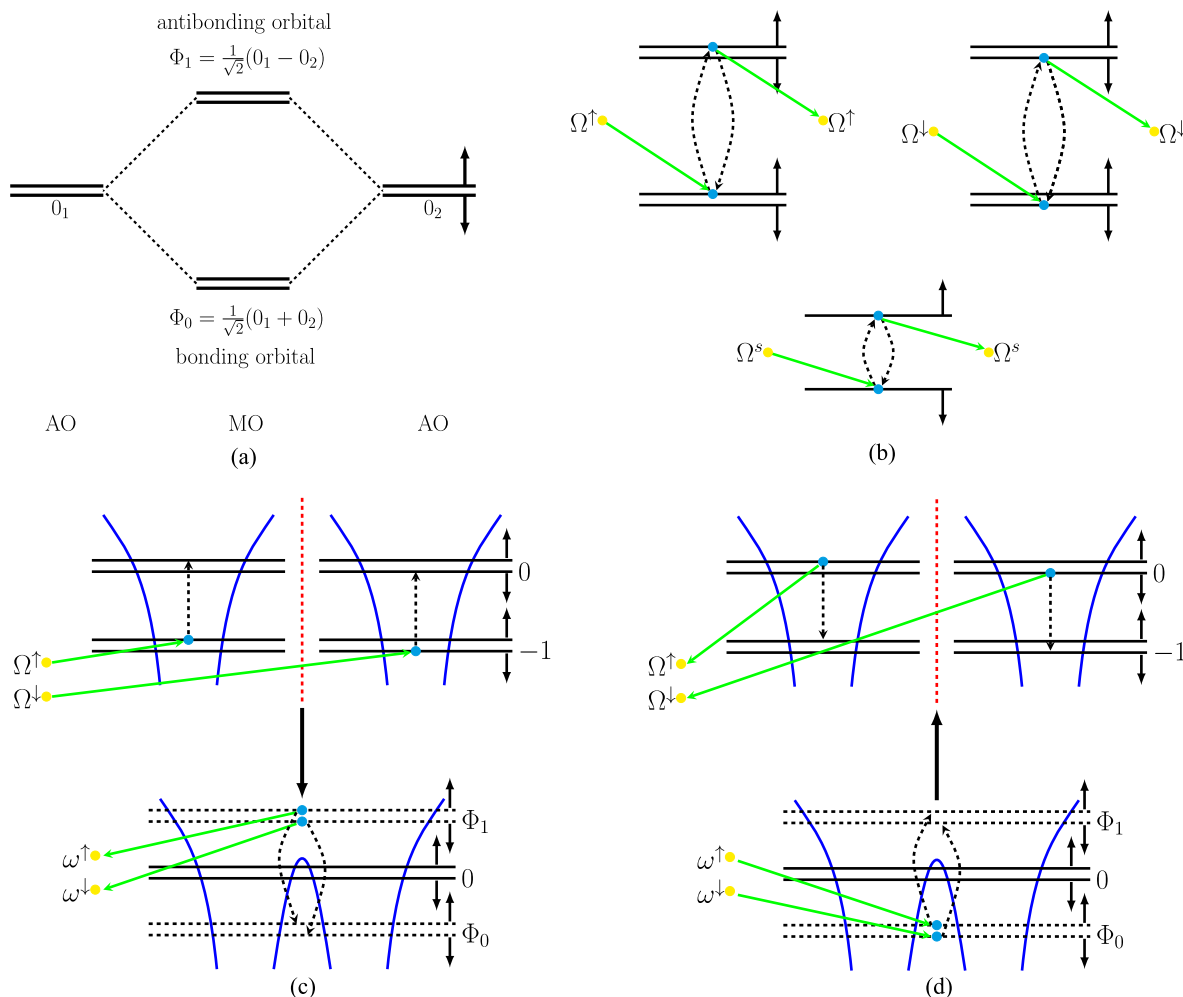 antibonding orbital
Φ₁ = 1/√2 (0₁ − 0₂)
0₁
0₂
Φ₀ = 1/√2 (0₁ + 0₂)
bonding orbital
AO MO AO
(a)
Ω↑ Ω↑
Ω↓ Ω↓
Ωˢ Ωˢ
(b)
0
−1
Ω↑
Ω↓
Φ₁
ω↑
0
ω↓
Φ₀
(c)
0
−1
Ω↑
Ω↓
Φ₁
ω↑
0
ω↓
Φ₀
(d)